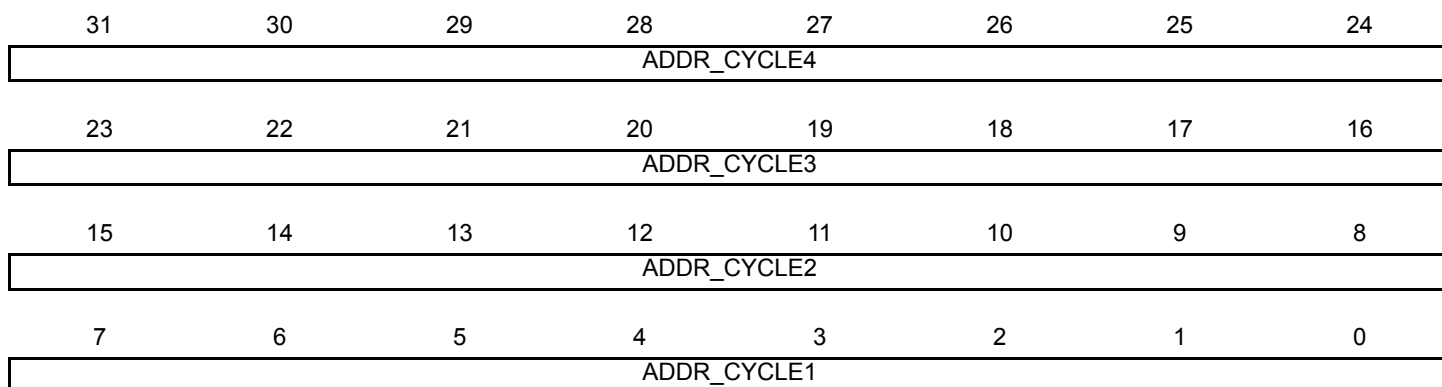 31 30 29 28 27 26 25 24
ADDR_CYCLE4
23 22 21 20 19 18 17 16
ADDR_CYCLE3
15 14 13 12 11 10 9 8
ADDR_CYCLE2
7 6 5 4 3 2 1 0
ADDR_CYCLE1